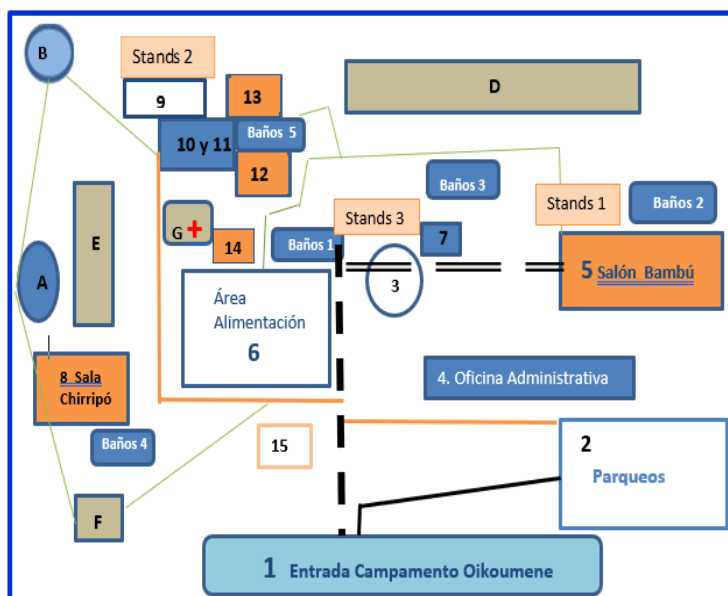 B
Stands 2
D
9
13
10 y 11
Baños 5
12
Baños 3
E
G
14
Baños 1
Stands 3
7
Stands 1
Baños 2
A
3
5 Salón Bambú
Área
Alimentación
6
8 Sala
Chirripó
4. Oficina Administrativa
Baños 4
15
2
Parqueos
F
1 Entrada Campamento Oikoumene